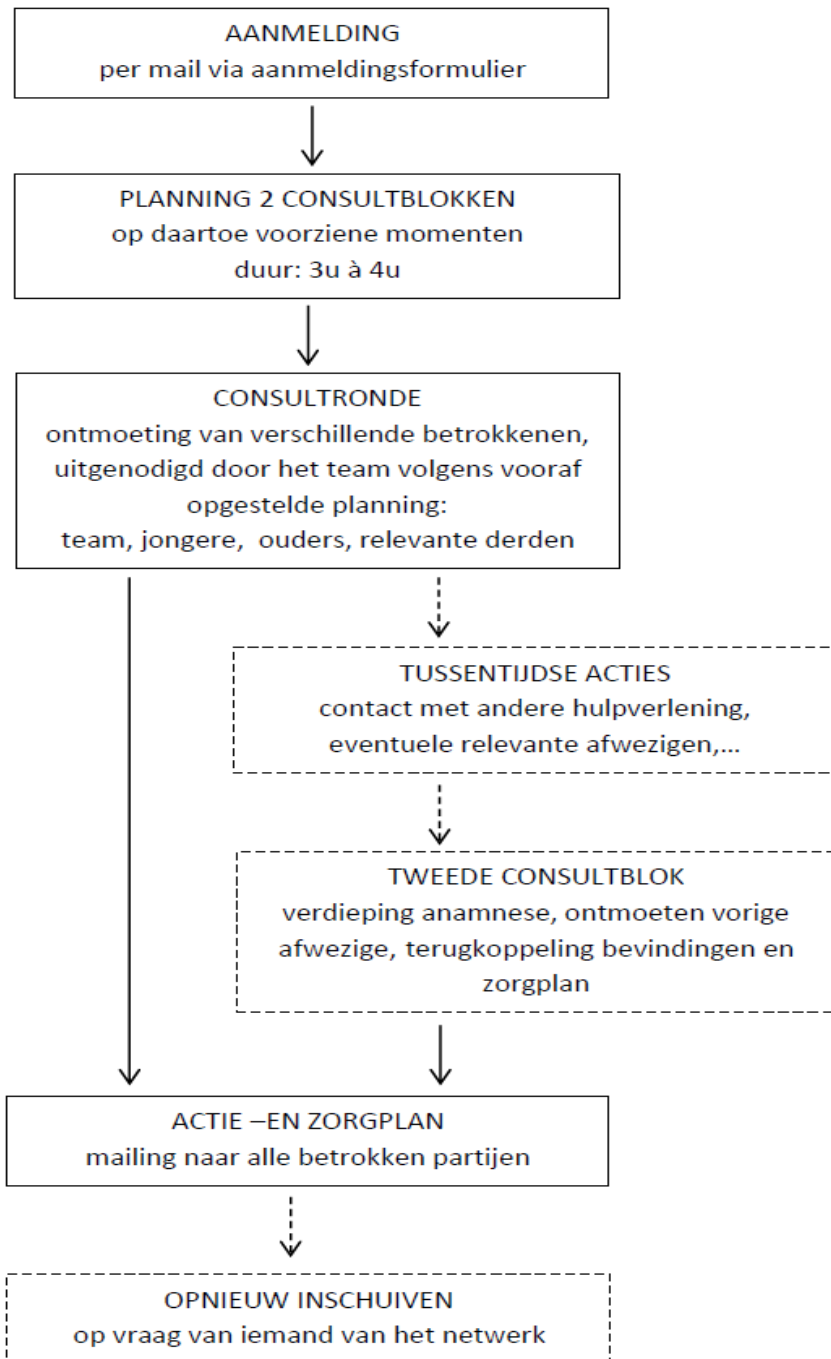 AANMELDING
per mail via aanmeldingsformulier
PLANNING 2 CONSULTBLOKKEN
op daartoe voorziene momenten
duur: 3u à 4u
CONSULTRONDE
ontmoeting van verschillende betrokkenen,
uitgenodigd door het team volgens vooraf
opgestelde planning:
team, jongere, ouders, relevante derden
TUSSENTIJDSE ACTIES
contact met andere hulpverlening,
eventuele relevante afwezigen,...
TWEEDE CONSULTBLOK
verdieping anamnese, ontmoeten vorige
afwezige, terugkoppeling bevindingen en
zorgplan
ACTIE –EN ZORGPLAN
mailing naar alle betrokken partijen
OPNIEUW INSCHUIVEN
op vraag van iemand van het netwerk